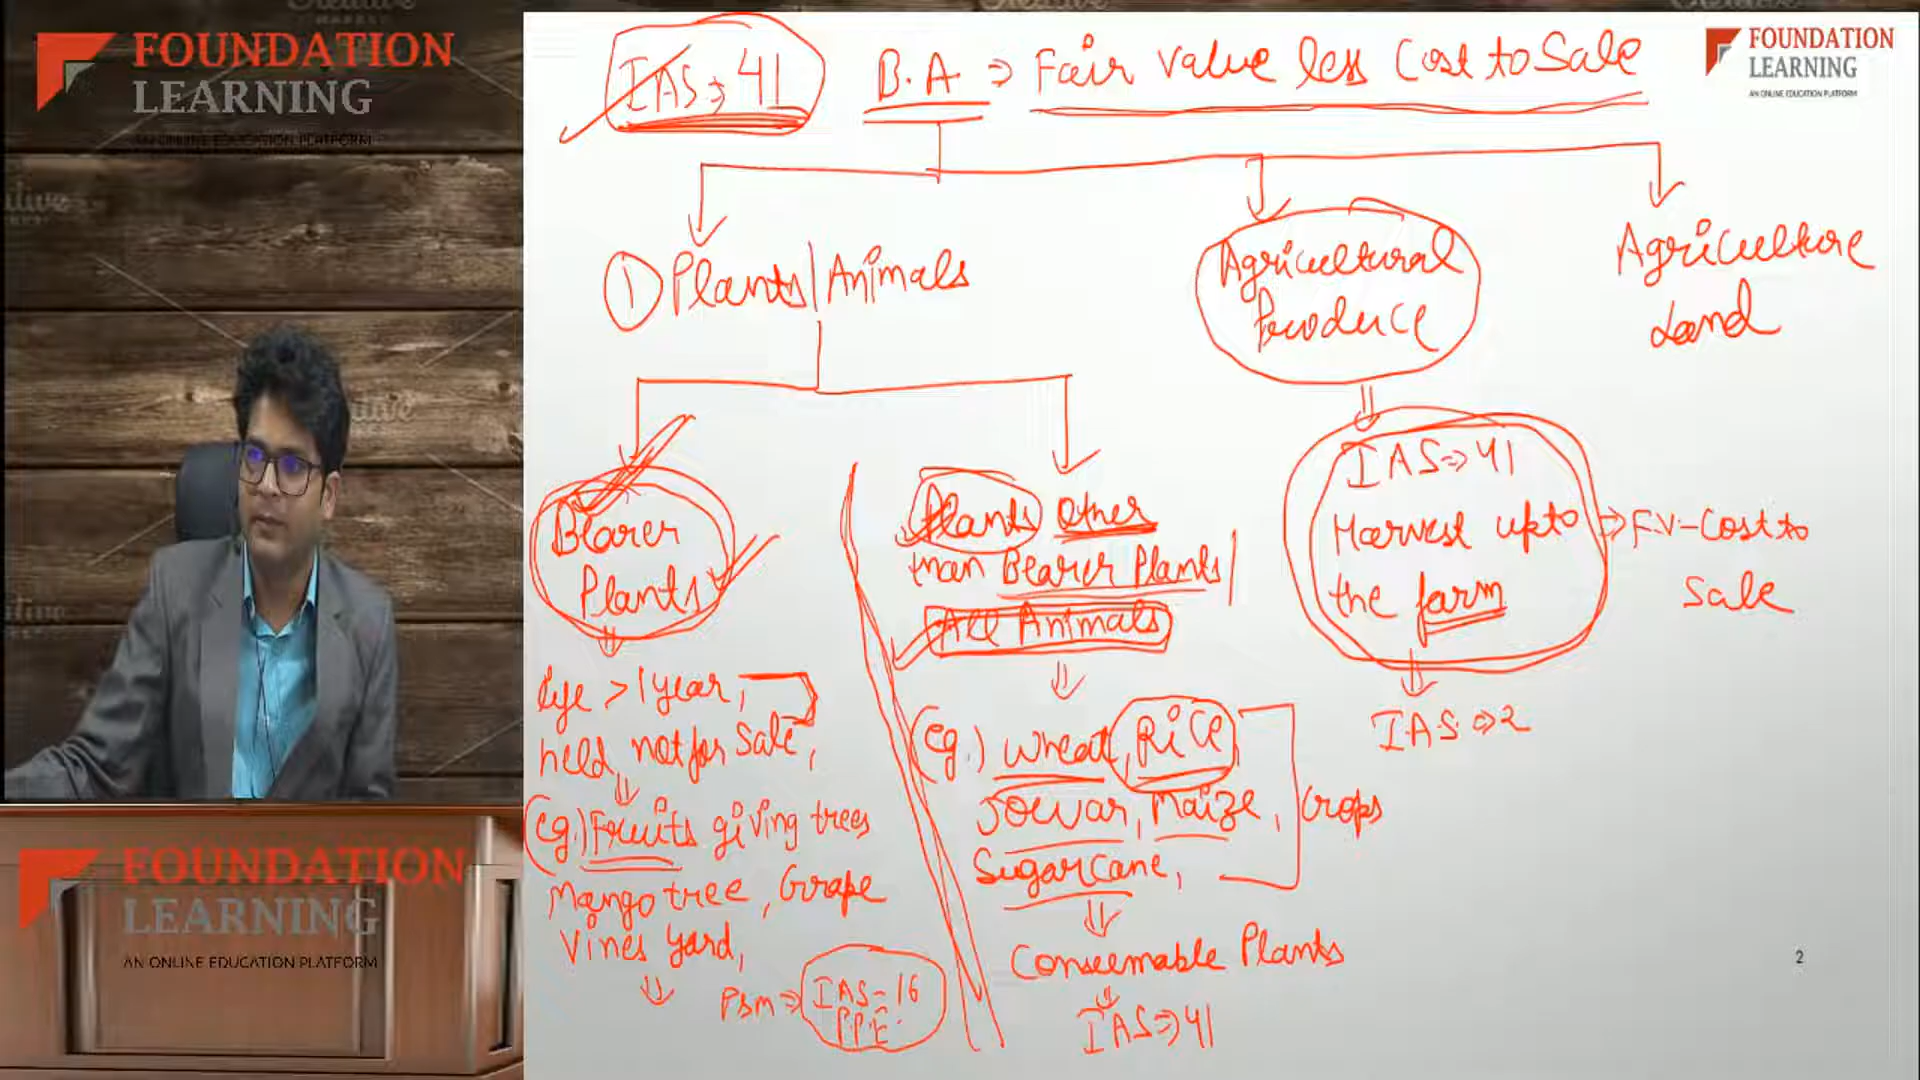 FOUNDATION
LEARNING
AN ONLINE EDUCATION PLATFORM
IAS ⇒ 41
B.A. ⇒ Fair Value less Cost to Sale
FOUNDATION
LEARNING
AN ONLINE EDUCATION PLATFORM
① Plants/Animals
Agricultural
Produce
Agriculture
Land
Bearer
Plants
life > 1 year,
held, not for Sale,
(eg.) Fruits giving trees
Mango tree, Grape
Vines Yard,
⇒ IAS - 16
PPE
Plants Other
than Bearer Plants/
All Animals
(eg.) Wheat, Rice,
Jowar, Maize,
Sugarcane,
Crops
Consumable Plants
IAS ⇒ 41
IAS ⇒ 41
Harvest upto
the farm
⇒ F.V. - Cost to
Sale
I.A.S. ⇒ 2
FOUNDATION
LEARNING
AN ONLINE EDUCATION PLATFORM
2